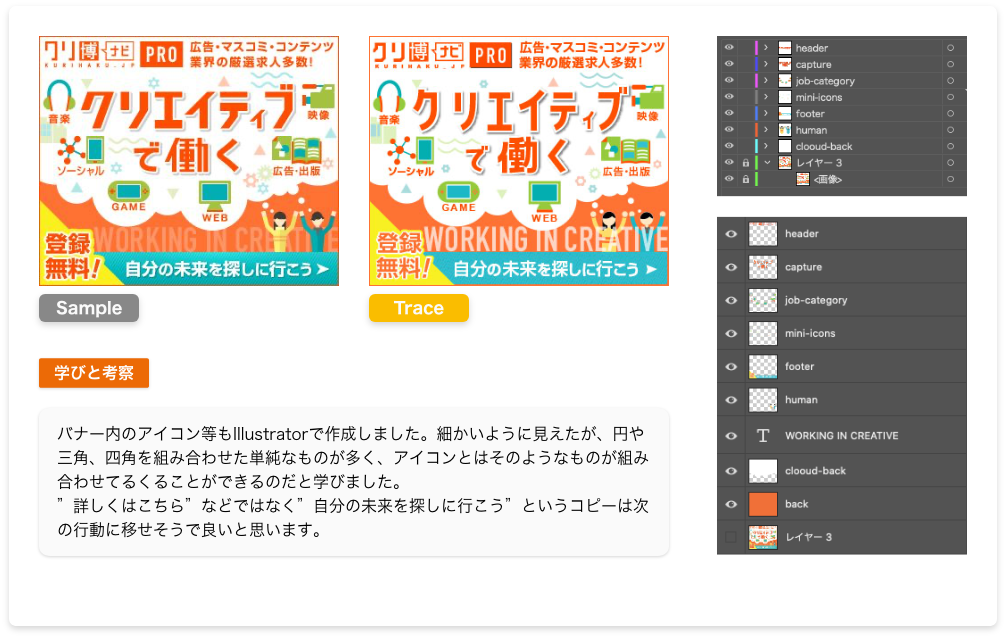 クリ博ナビ PRO 広告・マスコミ・コンテンツ
KURIHAKU_JP 業界の厳選求人多数!
クリエイティブ
で働く
音楽
映像
ソーシャル
広告・出版
GAME
WEB
WORKING IN CREATIVE
登録
無料!
自分の未来を探しに行こう➤
Sample
クリ博ナビ PRO 広告・マスコミ・コンテンツ
KURIHAKU_JP 業界の厳選求人多数!
クリエイティブ
で働く
音楽
映像
ソーシャル
広告・出版
GAME
WEB
WORKING IN CREATIVE
登録
無料!
自分の未来を探しに行こう➤
Trace
学びと考察
バナー内のアイコン等もIllustratorで作成しました。細かいように見えたが、円や
三角、四角を組み合わせた単純なものが多く、アイコンとはそのようなものが組み
合わせてるくることができるのだと学びました。
”詳しくはこちら”などではなく”自分の未来を探しに行こう”というコピーは次
の行動に移せそうで良いと思います。
header
capture
job-category
mini-icons
footer
human
clooud-back
レイヤー 3
<画像>
header
capture
job-category
mini-icons
footer
human
T WORKING IN CREATIVE
clooud-back
back
レイヤー 3